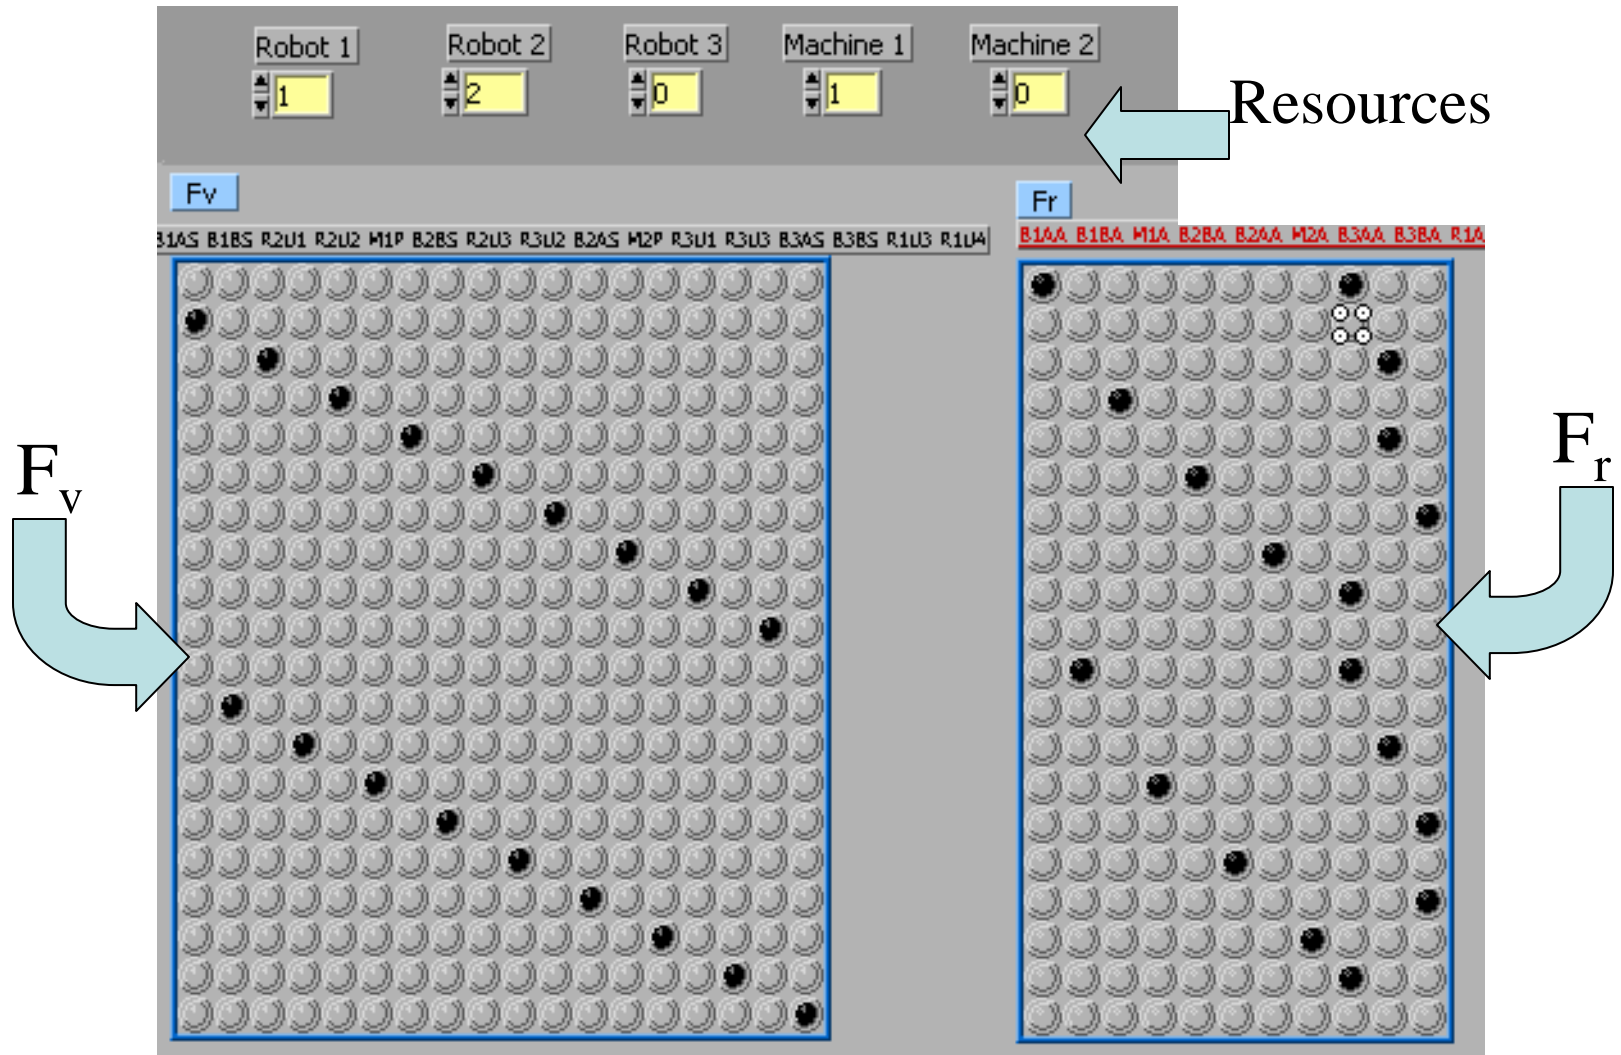 Robot 1 Robot 2 Robot 3 Machine 1 Machine 2
1 2 0 1 0
Resources
Fv Fr
B1AS B1BS R2U1 R2U2 M1P B2BS R2U3 R3U2 B2AS M2P R3U1 R3U3 B3AS B3BS R1U3 R1U4
B1AA B1BA M1A B2BA B2AA M2A B3AA B3BA R1A
Fv
Fr